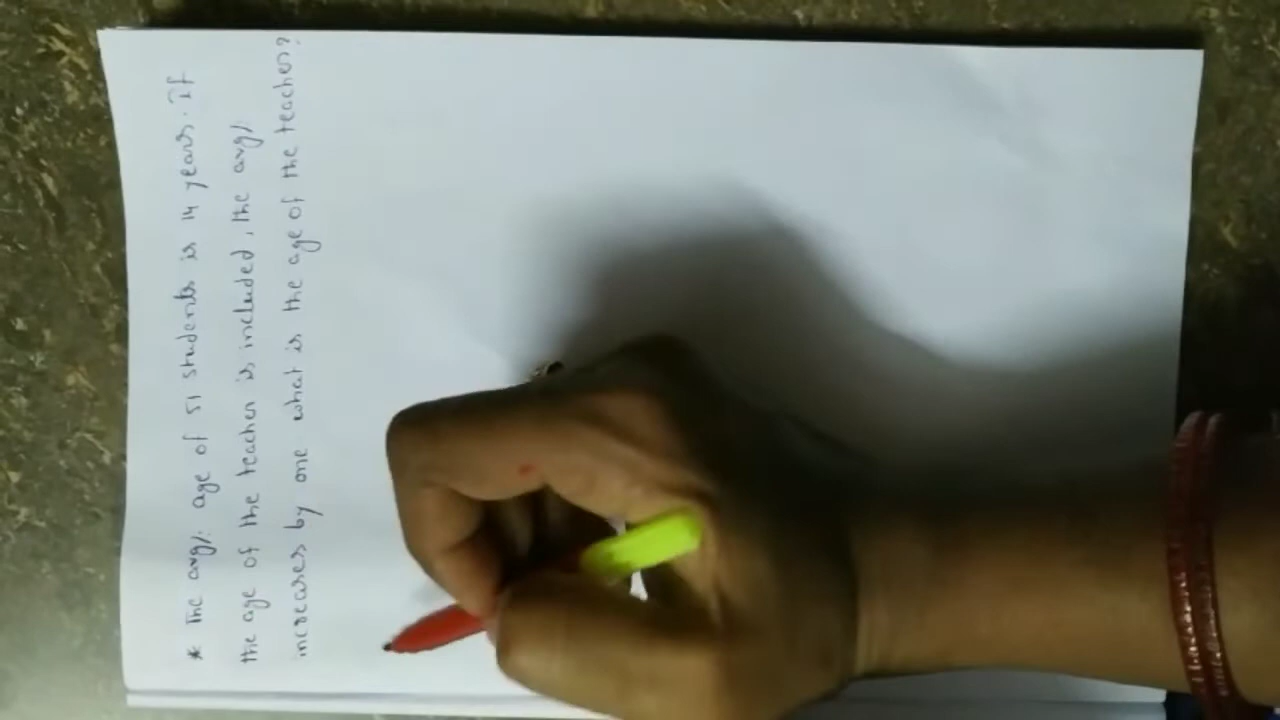 * The avg/. age of 51 students is 14 years. If
the age of the teacher is included, the avg/.
increases by one what is the age of the teacher?